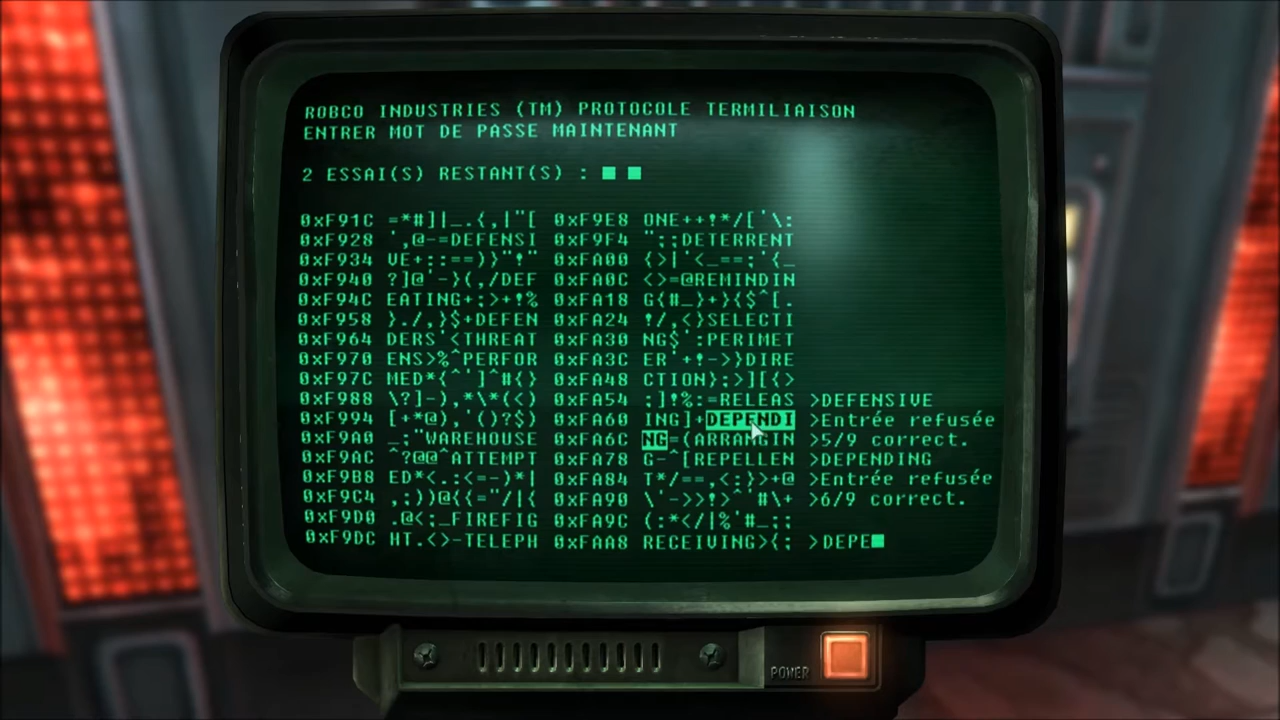 ROBCO INDUSTRIES (TM) PROTOCOLE TERMILIAISON
ENTRER MOT DE PASSE MAINTENANT
2 ESSAI(S) RESTANT(S) : ■ ■
0xF91C =*#]|_.{,|"[
0xF928 ',@-=DEFENSI
0xF934 VE+::==)}"!"
0xF940 ?]@'-}(,/DEF
0xF94C EATING+;>+!%
0xF958 }./,}$+DEFEN
0xF964 DERS'<THREAT
0xF970 ENS>%^PERFOR
0xF97C MED*{^']^#{}
0xF988 \?]-),*\*(<)
0xF994 [+*@),'()?$)
0xF9A0 _;"WAREHOUSE
0xF9AC ^?@@^ATTEMPT
0xF9B8 ED*<.:<=-)*|
0xF9C4 ,;))@{{="/|{
0xF9D0 .@<;_FIREFIG
0xF9DC HT.<>-TELEPH
0xF9E8 ONE++!*/['\:
0xF9F4 ";;DETERRENT
0xFA00 {>|'<_==;'{_
0xFA0C <>=@REMINDIN
0xFA18 G{#_}+}{$^[.
0xFA24 !/,<}SELECTI
0xFA30 NG$':PERIMET
0xFA3C ER'+!->}DIRE
0xFA48 CTION};>][{>
0xFA54 ;]!%:=RELEAS
0xFA60 ING]+DEPENDI
0xFA6C NG=(ARRANGIN
0xFA78 G-^[REPELLEN
0xFA84 T*/==,<:}>+@
0xFA90 \'->>!>^'#\+
0xFA9C (:*</|%'#_;;
0xFAA8 RECEIVING>{;
>DEFENSIVE
>Entrée refusée
>5/9 correct.
>DEPENDING
>Entrée refusée
>6/9 correct.
>DEPE■
POWER